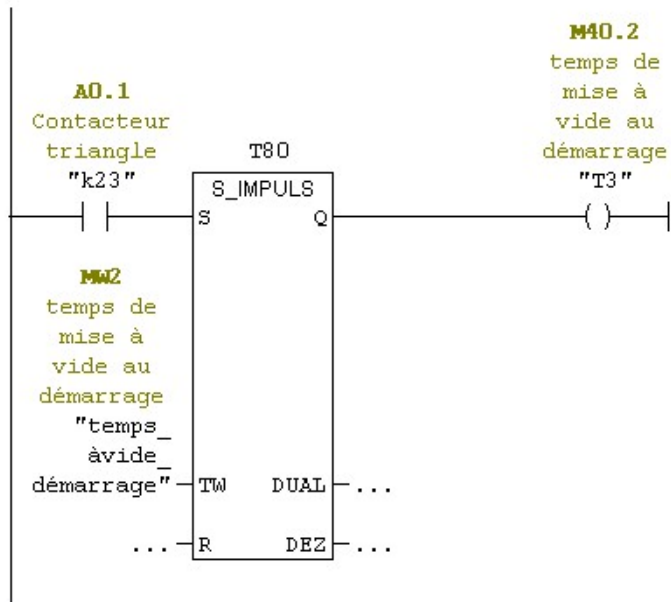 M40.2
temps de
mise à
vide au
démarrage
"T3"
A0.1
Contacteur
triangle
"k23"
T80
S_IMPULS
S Q
( )
MW2
temps de
mise à
vide au
démarrage
"temps_
àvide_
démarrage"
TW DUAL ...
... R DEZ ...